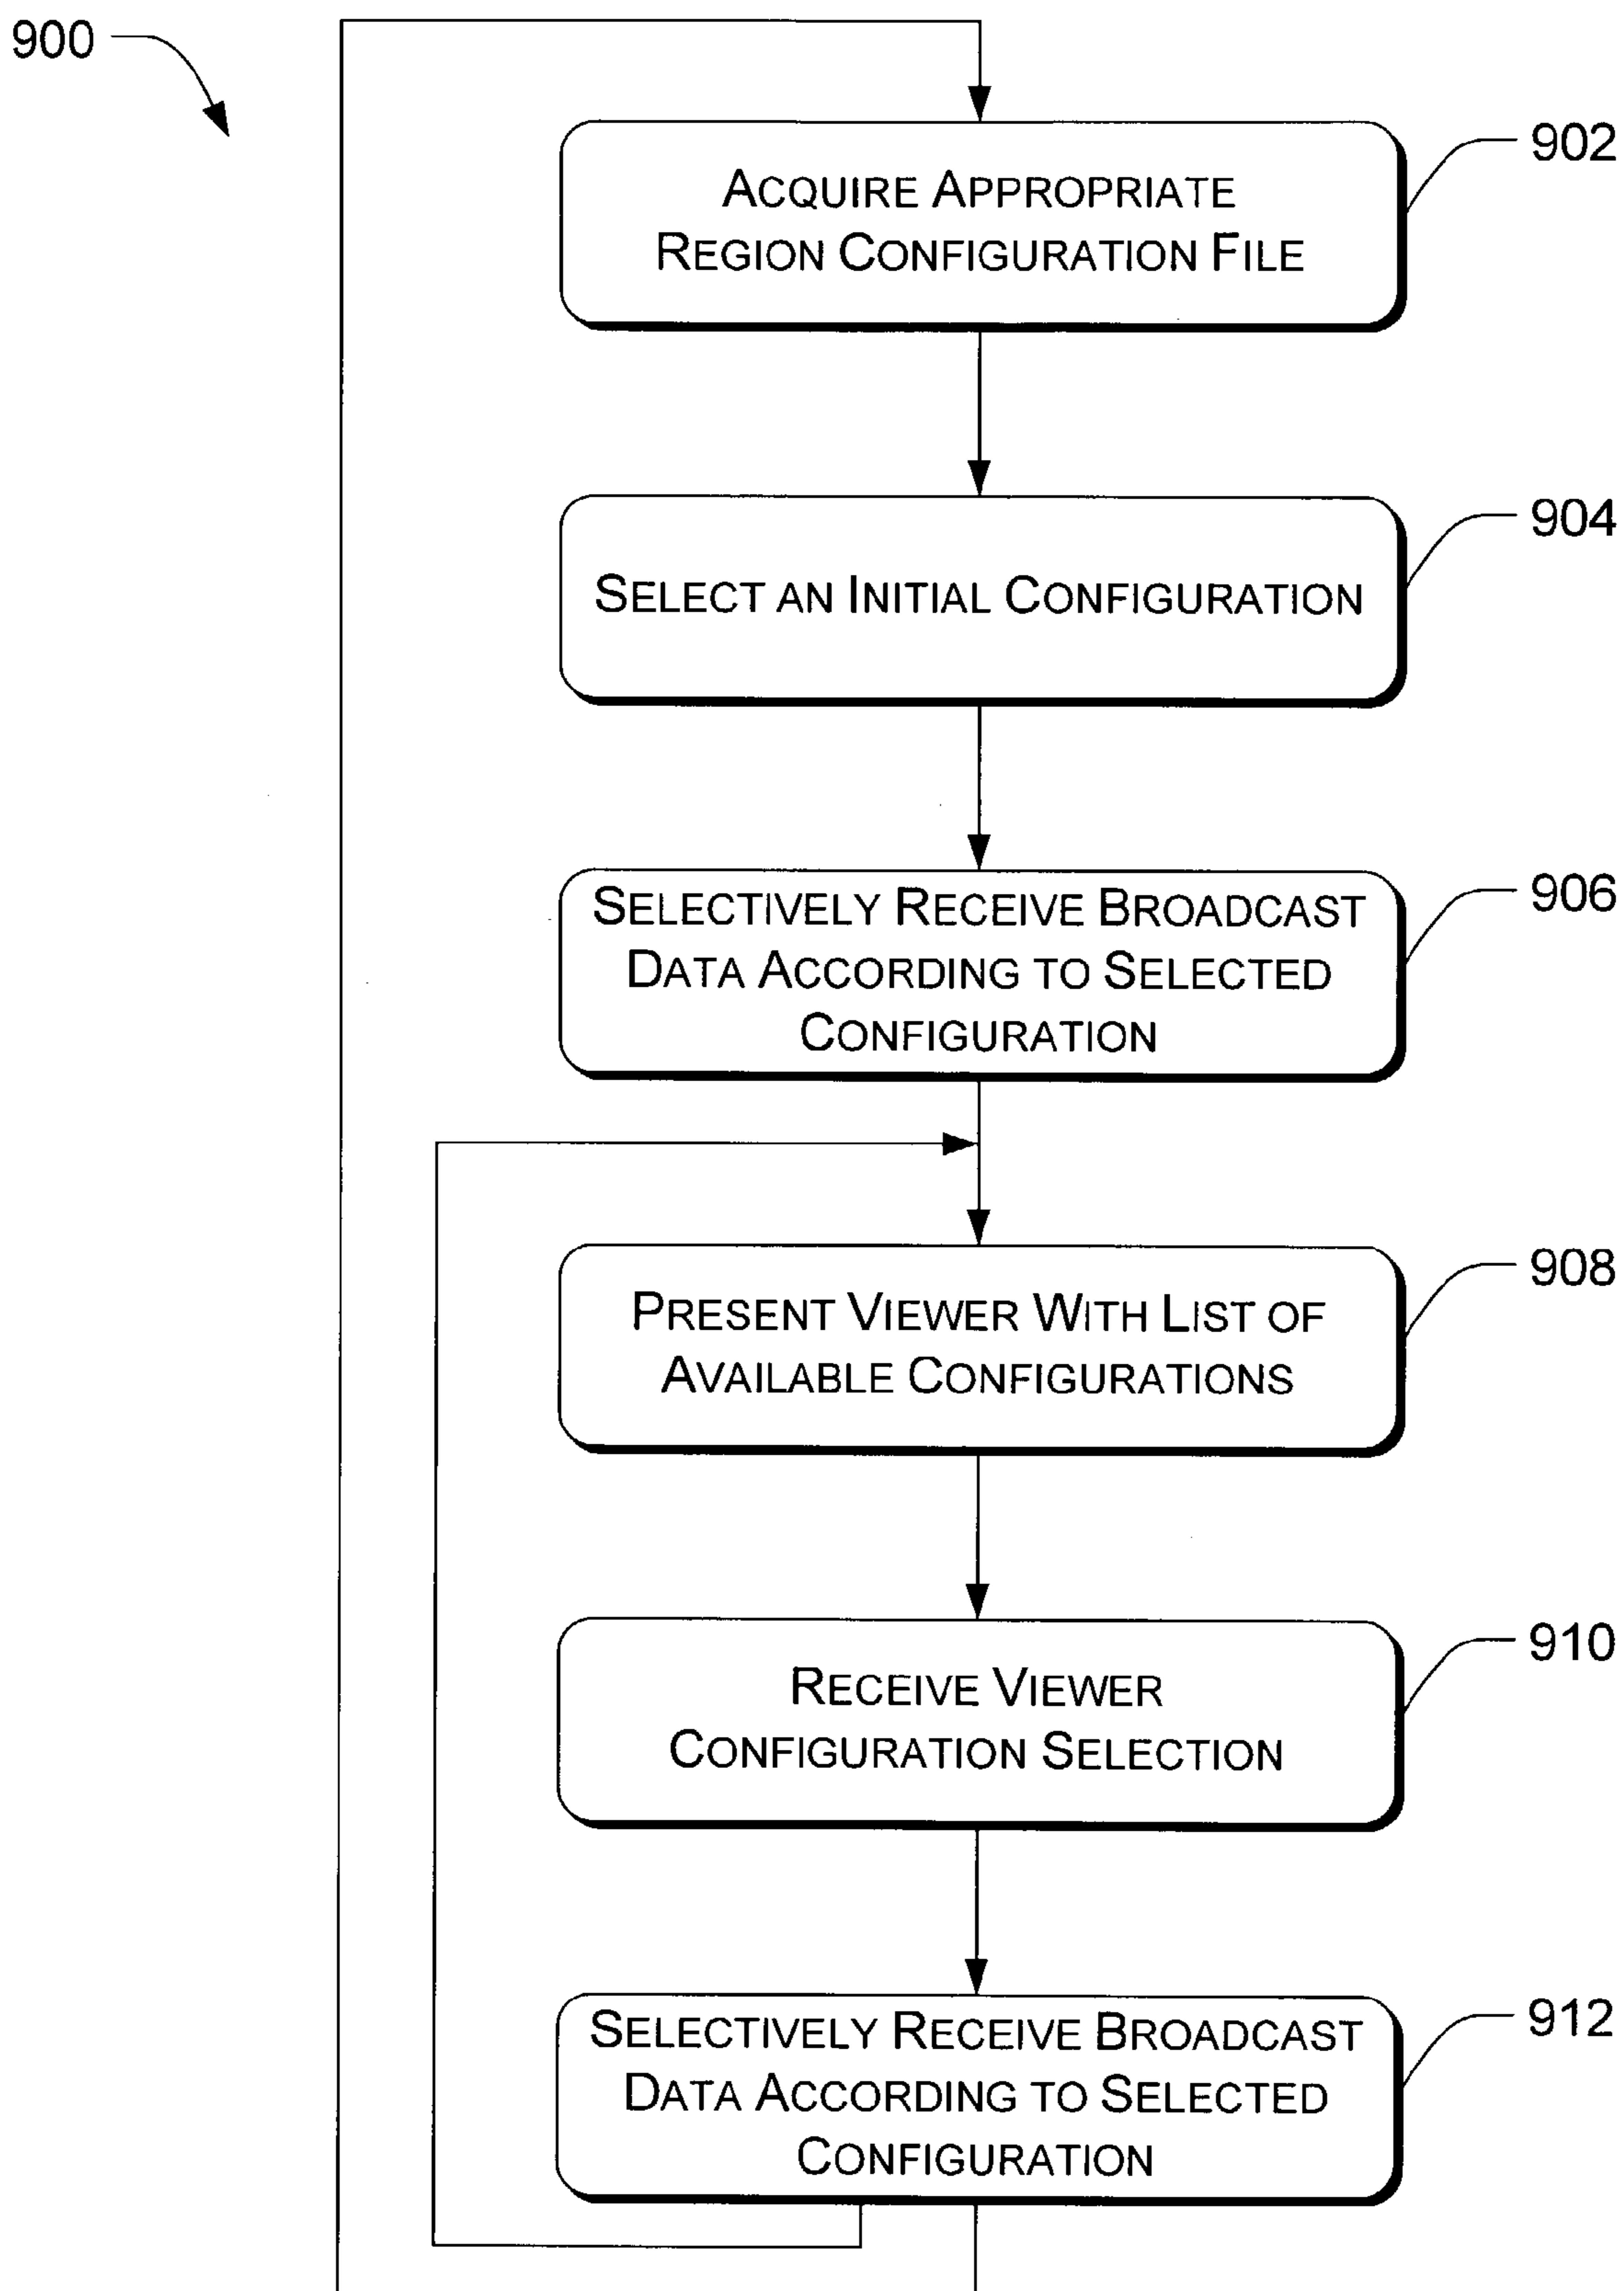 900
902
ACQUIRE APPROPRIATE
REGION CONFIGURATION FILE
904
SELECT AN INITIAL CONFIGURATION
906
SELECTIVELY RECEIVE BROADCAST
DATA ACCORDING TO SELECTED
CONFIGURATION
908
PRESENT VIEWER WITH LIST OF
AVAILABLE CONFIGURATIONS
910
RECEIVE VIEWER
CONFIGURATION SELECTION
912
SELECTIVELY RECEIVE BROADCAST
DATA ACCORDING TO SELECTED
CONFIGURATION